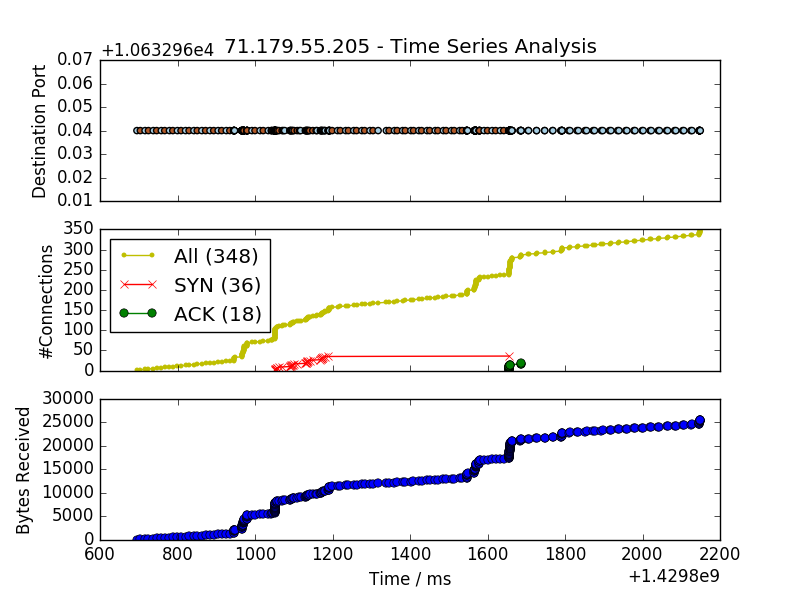 71.179.55.205 - Time Series Analysis
+1.063296e4
0.07
0.06
0.05
0.04
0.03
0.02
0.01
Destination Port
350
300
250
200
150
100
50
0
#Connections
All (348)
SYN (36)
ACK (18)
30000
25000
20000
15000
10000
5000
0
Bytes Received
600 800 1000 1200 1400 1600 1800 2000 2200
Time / ms
+1.4298e9